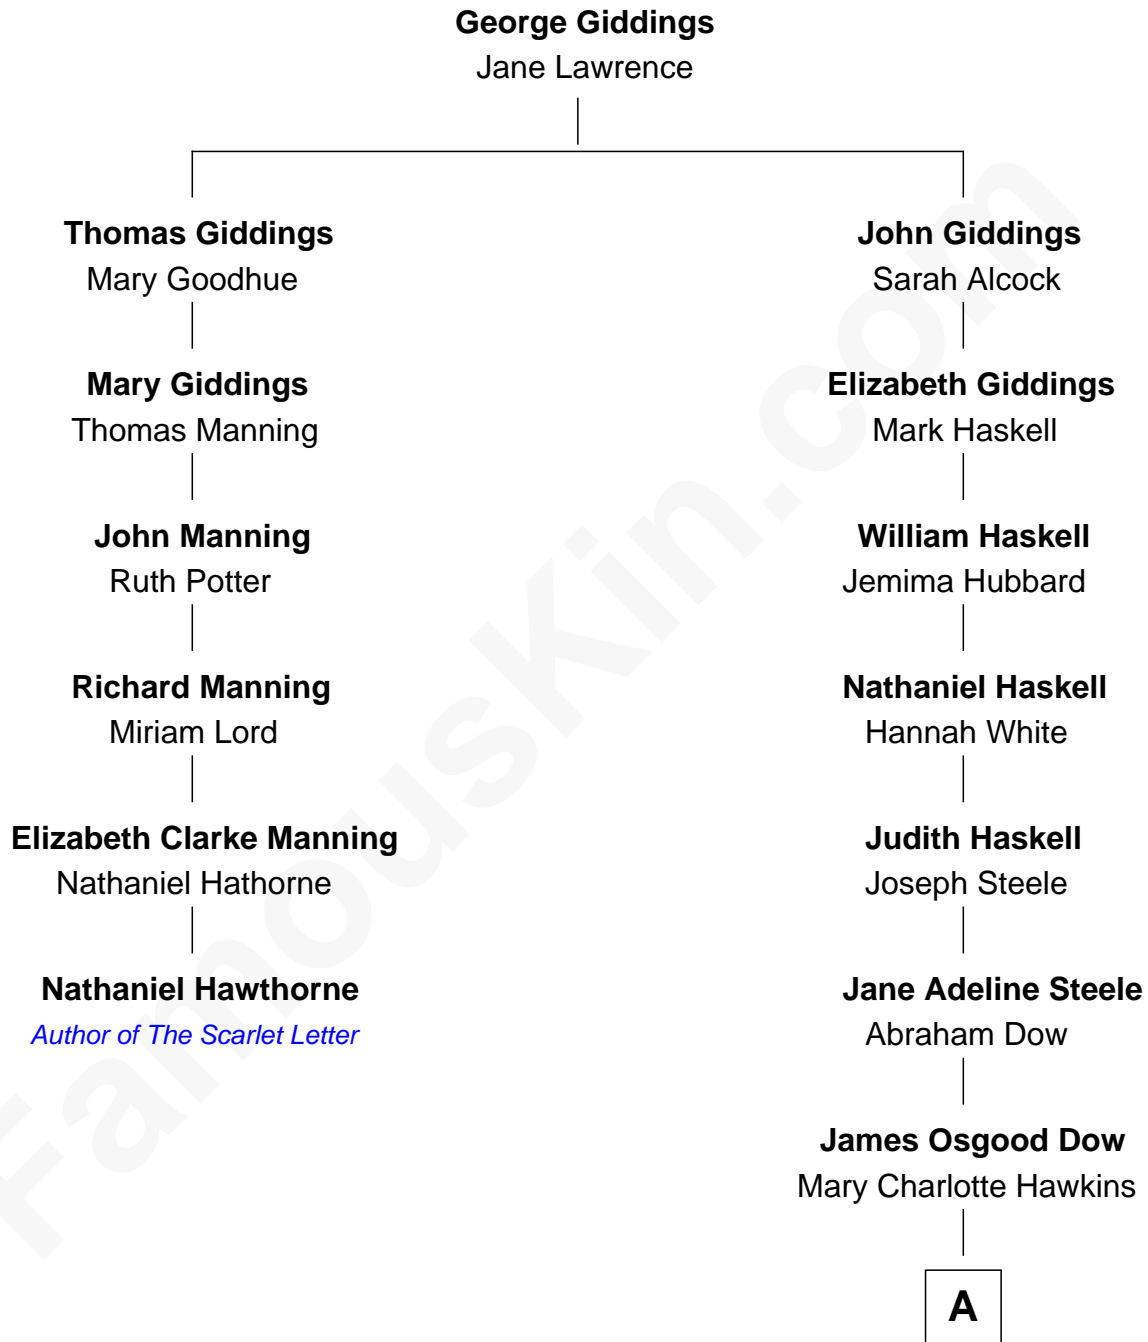 George Giddings
Jane Lawrence
Thomas Giddings
Mary Goodhue
Mary Giddings
Thomas Manning
John Manning
Ruth Potter
Richard Manning
Miriam Lord
Elizabeth Clarke Manning
Nathaniel Hathorne
Nathaniel Hawthorne
Author of The Scarlet Letter
John Giddings
Sarah Alcock
Elizabeth Giddings
Mark Haskell
William Haskell
Jemima Hubbard
Nathaniel Haskell
Hannah White
Judith Haskell
Joseph Steele
Jane Adeline Steele
Abraham Dow
James Osgood Dow
Mary Charlotte Hawkins
A
FamousKin.com